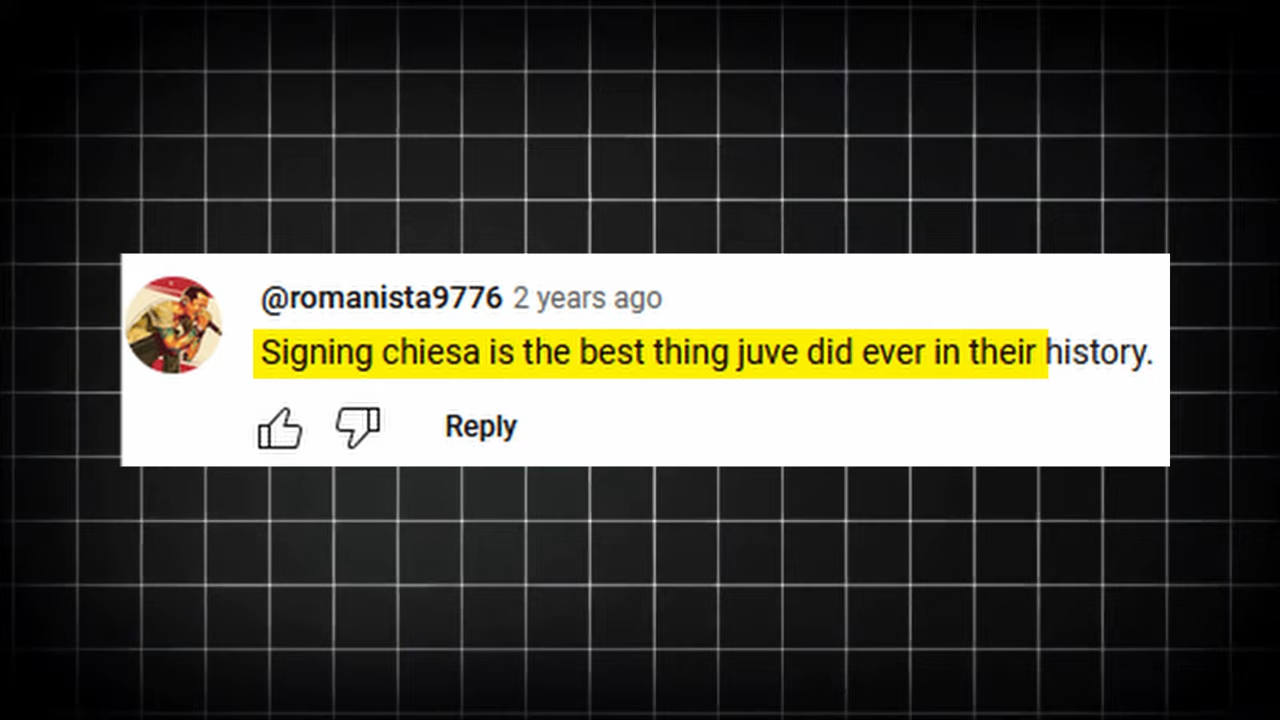 @romanista9776 2 years ago
Signing chiesa is the best thing juve did ever in their history.
Reply